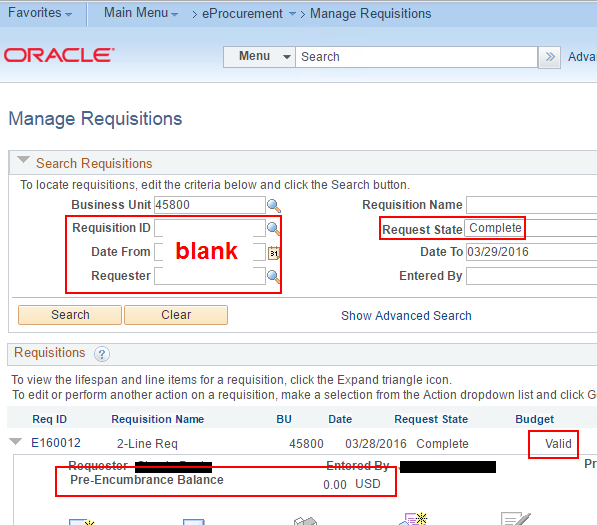 Favorites Main Menu > eProcurement > Manage Requisitions
ORACLE Menu Search » Adva
Manage Requisitions
Search Requisitions
To locate requisitions, edit the criteria below and click the Search button.
Business Unit 45800 Requisition Name
Requisition ID Request State Complete
Date From blank 31 Date To 03/29/2016
Requester Entered By
Search Clear Show Advanced Search
Requisitions ?
To view the lifespan and line items for a requisition, click the Expand triangle icon.
To edit or perform another action on a requisition, make a selection from the Action dropdown list and click G
Req ID Requisition Name BU Date Request State Budget
E160012 2-Line Req 45800 03/28/2016 Complete Valid
Requester Entered By Pr
Pre-Encumbrance Balance 0.00 USD